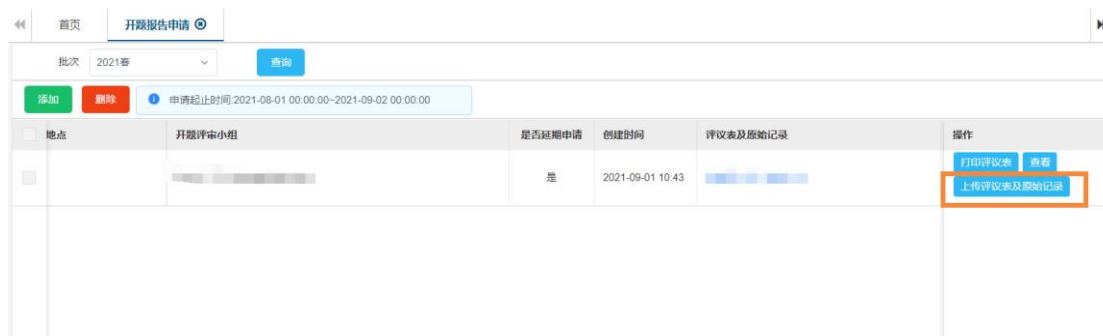 首页 开题报告申请
批次 2021春 查询
添加 删除 申请起止时间:2021-08-01 00:00:00~2021-09-02 00:00:00
地点 开题评审小组 是否延期申请 创建时间 评议表及原始记录 操作
打印评议表 查看
是 2021-09-01 10:43
上传评议表及原始记录